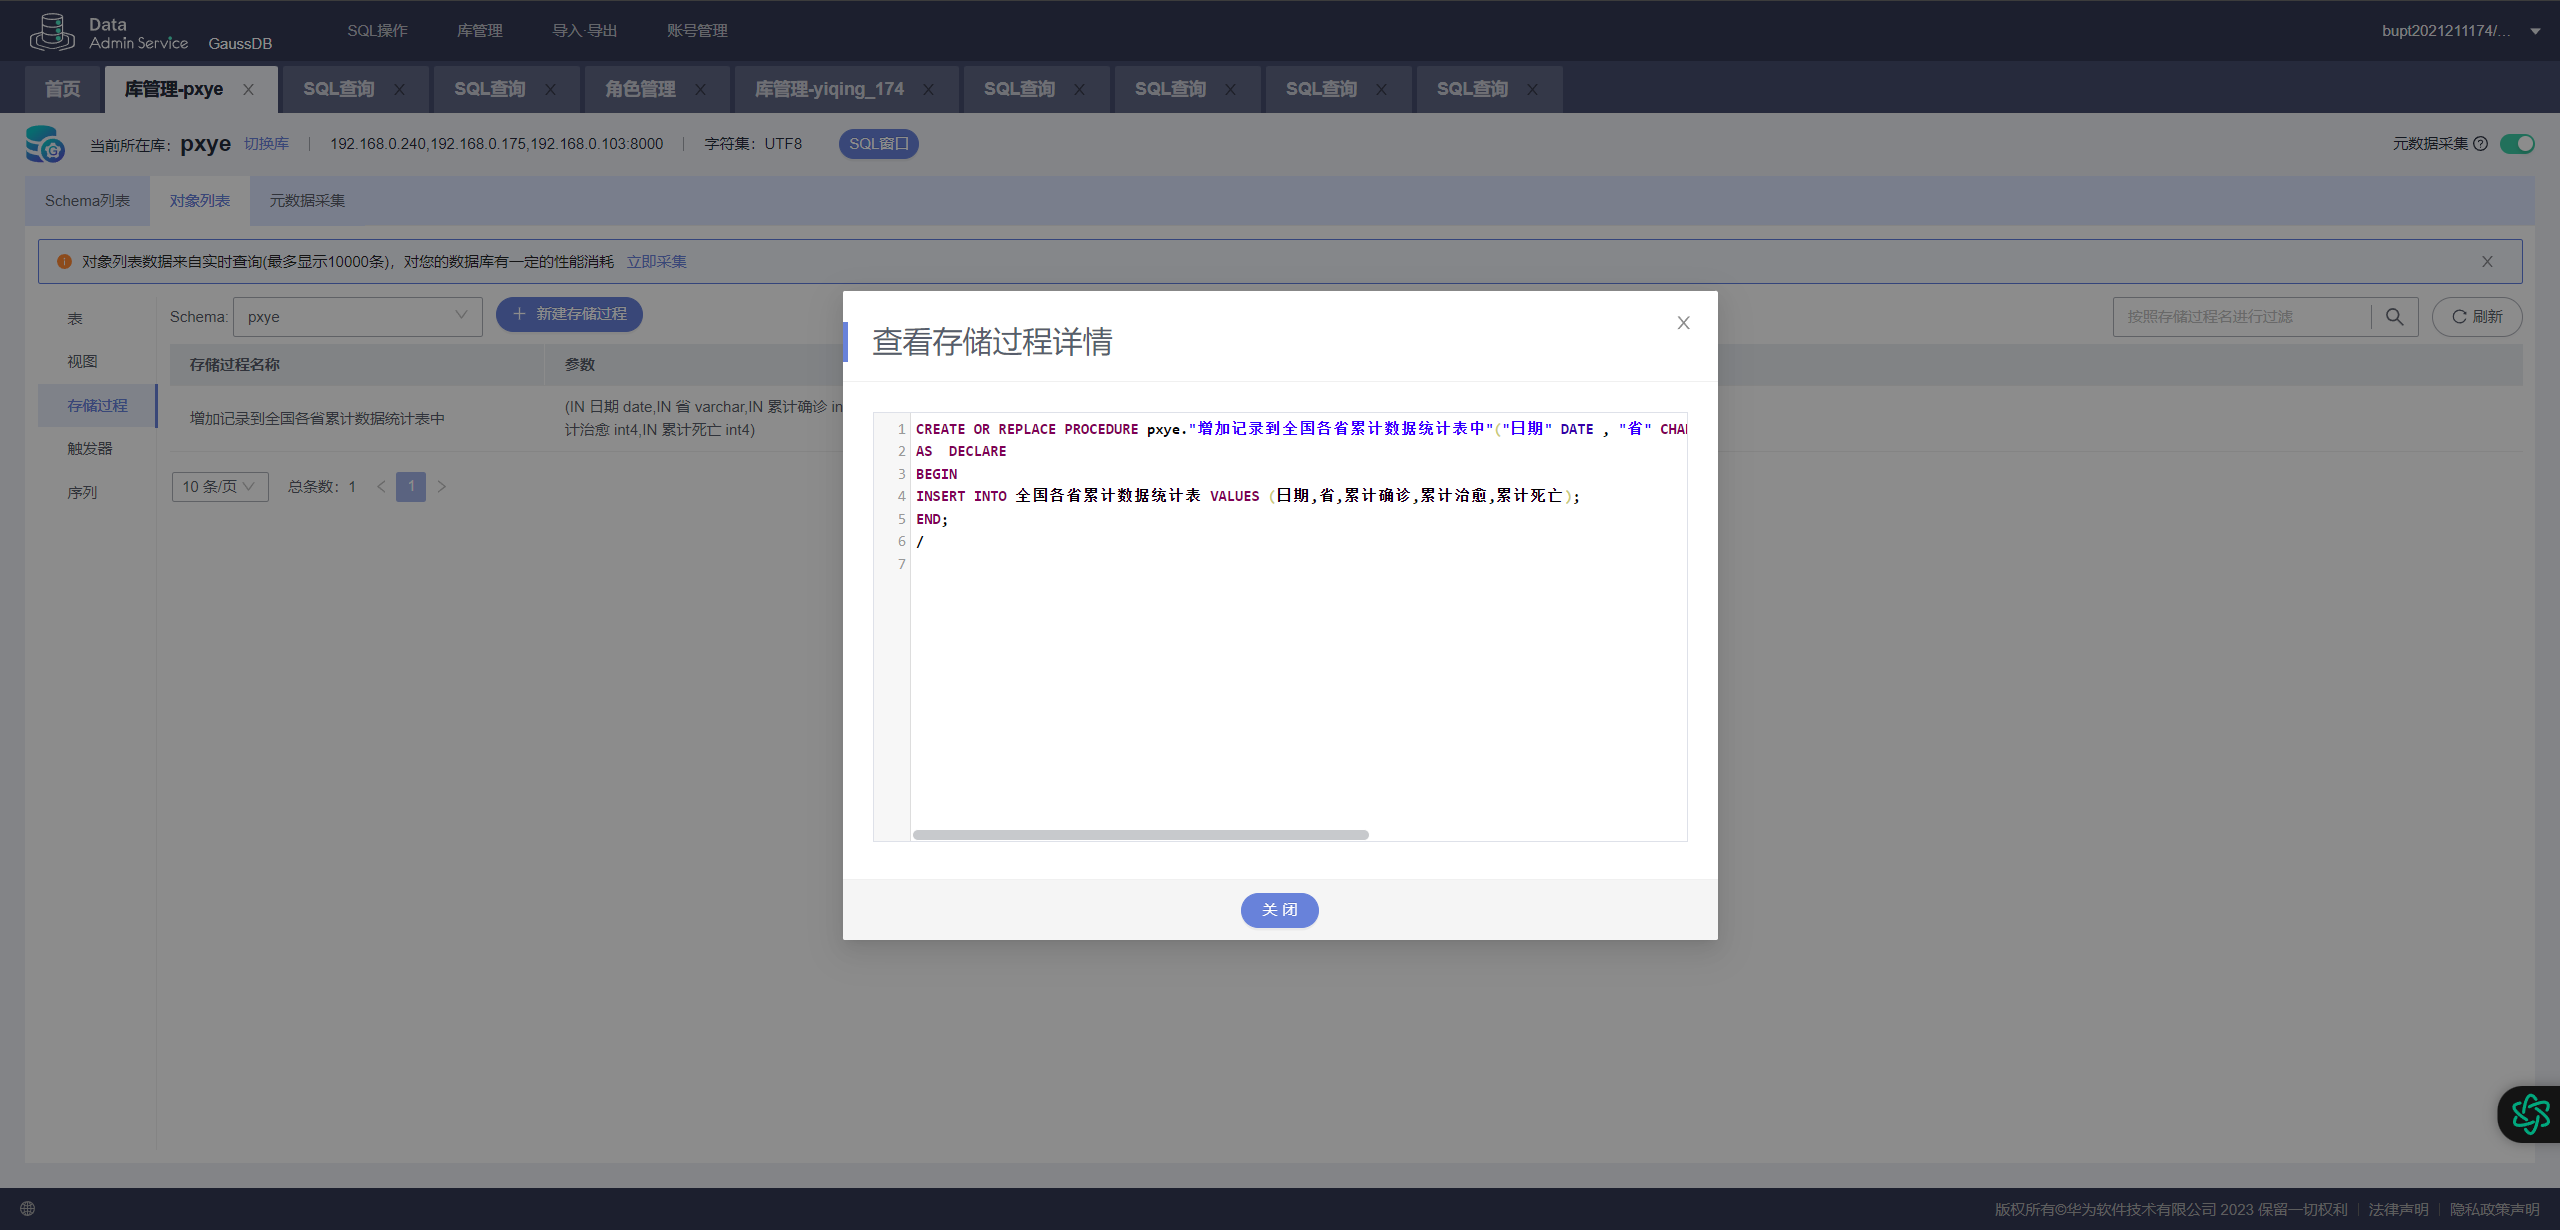 Data
Admin Service GaussDB
SQL操作 库管理 导入·导出 账号管理
bupt2021211174/...
首页 库管理-pxye SQL查询 SQL查询 角色管理 库管理-yiqing_174 SQL查询 SQL查询 SQL查询 SQL查询
当前所在库: pxye 切换库 192.168.0.240,192.168.0.175,192.168.0.103:8000 字符集: UTF8 SQL窗口 元数据采集
Schema列表 对象列表 元数据采集
对象列表数据来自实时查询(最多显示10000条)，对您的数据库有一定的性能消耗 立即采集
表
视图
存储过程
触发器
序列
Schema: pxye 新建存储过程 按照存储过程名进行过滤 刷新
存储过程名称 参数
增加记录到全国各省累计数据统计表中
(IN 日期 date,IN 省 varchar,IN 累计确诊 in
计治愈 int4,IN 累计死亡 int4)
10 条/页 总条数: 1 < 1 >
查看存储过程详情
1 CREATE OR REPLACE PROCEDURE pxye."增加记录到全国各省累计数据统计表中"("日期" DATE , "省" CHA
2 AS DECLARE
3 BEGIN
4 INSERT INTO 全国各省累计数据统计表 VALUES (日期,省,累计确诊,累计治愈,累计死亡);
5 END;
6 /
7
关 闭
版权所有©华为软件技术有限公司 2023 保留一切权利 法律声明 隐私政策声明